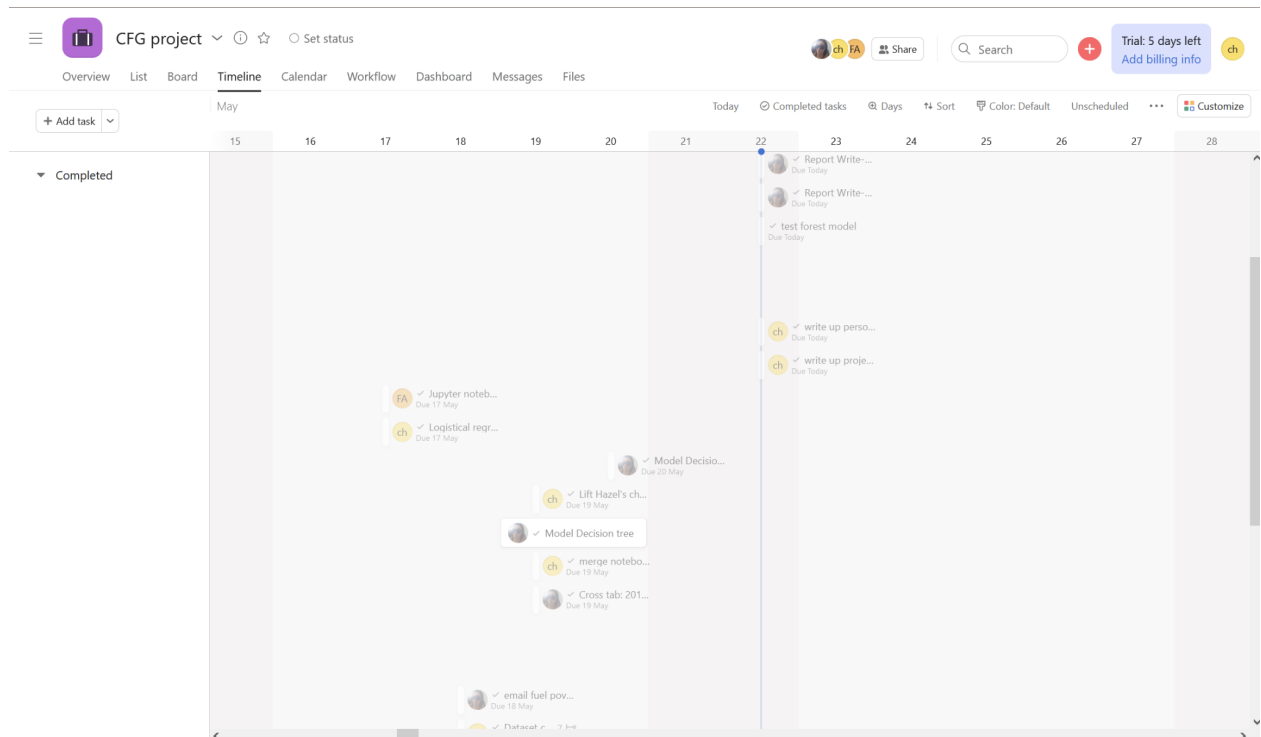 CFG project
Set status
ch
FA
Share
Search
Trial: 5 days left
Add billing info
ch
Overview
List
Board
Timeline
Calendar
Workflow
Dashboard
Messages
Files
+ Add task
May
Today
Completed tasks
Days
Sort
Color: Default
Unscheduled
Customize
15 16 17 18 19 20 21 22 23 24 25 26 27 28
Completed
Report Write-...
Due Today
Report Write-...
Due Today
test forest model
Due Today
ch
write up perso...
Due Today
ch
write up proje...
Due Today
FA
Jupyter noteb...
Due 17 May
ch
Logistical regr...
Due 17 May
Model Decisio...
Due 20 May
ch
Lift Hazel's ch...
Due 19 May
Model Decision tree
ch
merge notebo...
Due 19 May
Cross tab: 201...
Due 19 May
email fuel pov...
Due 18 May